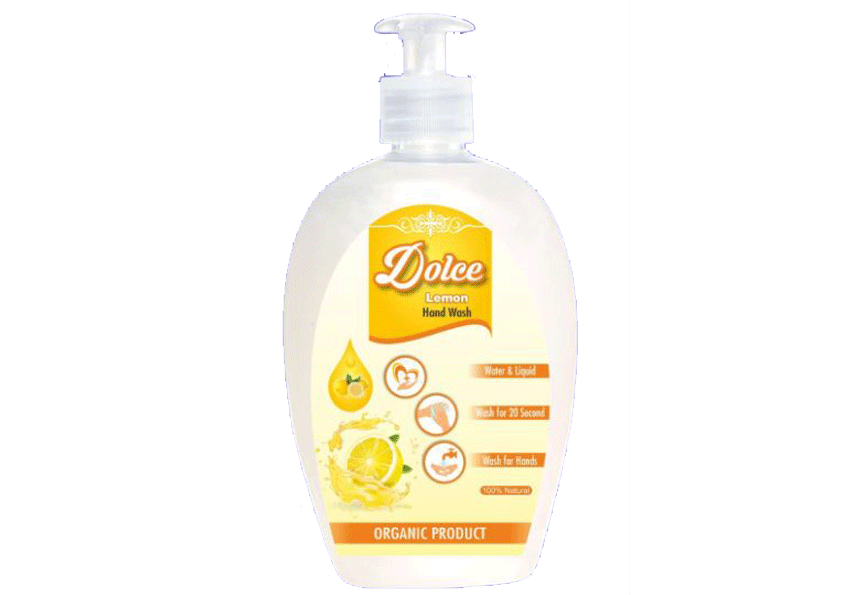 Dolce
Lemon
Hand Wash
Water & Liquid
Wash for 20 Second
Wash for Hands
100% Natural
ORGANIC PRODUCT